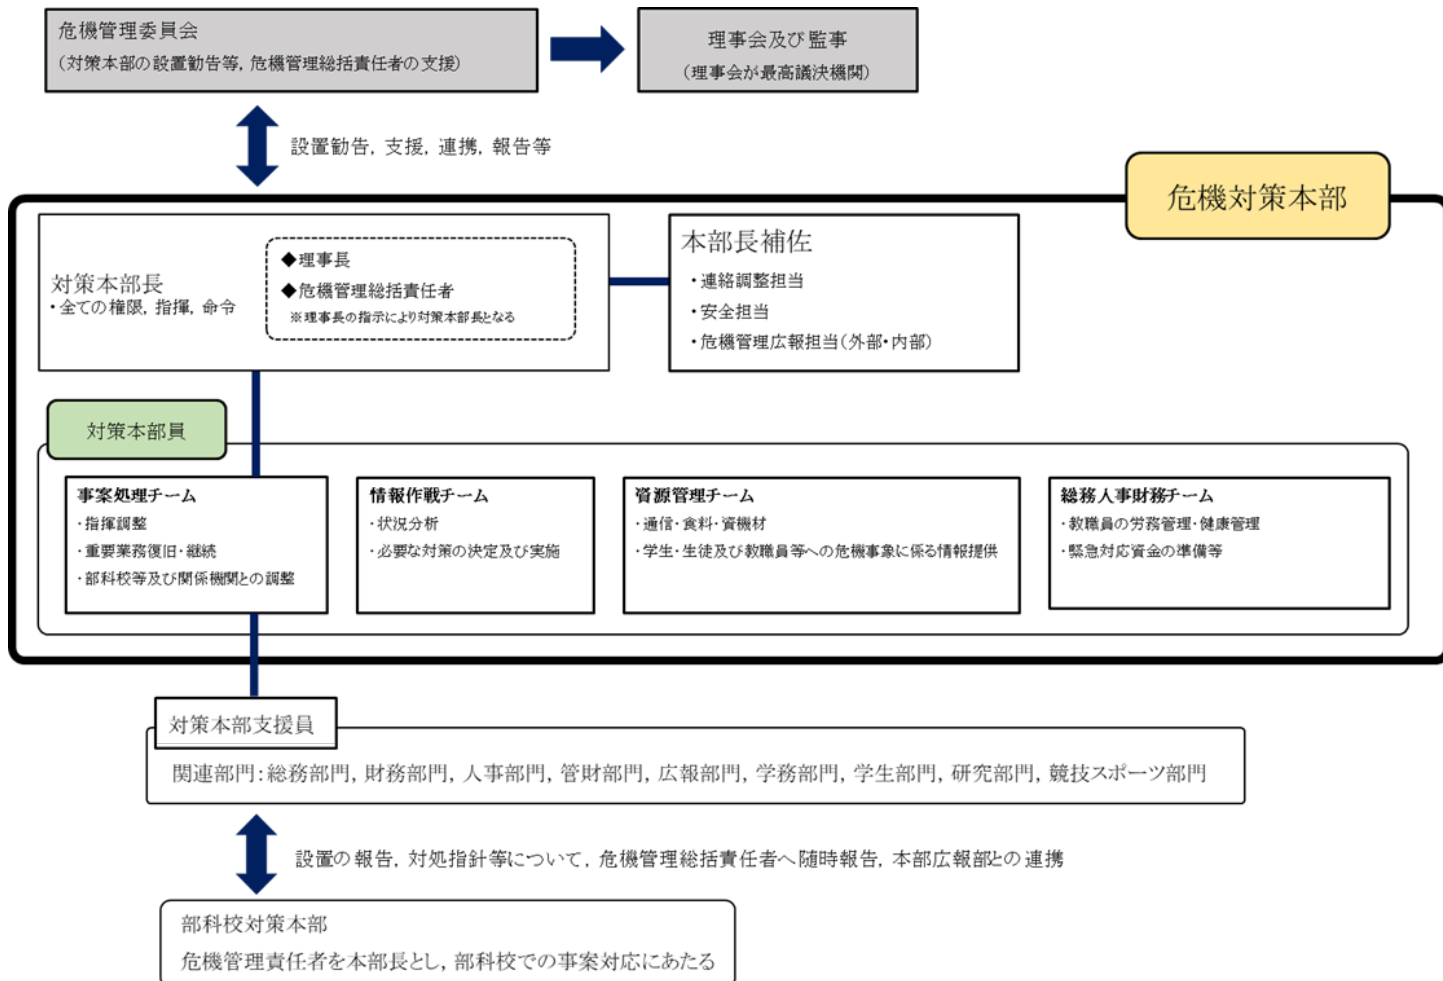 危機管理委員会
(対策本部の設置勧告等, 危機管理総括責任者の支援)
理事会及び監事
(理事会が最高議決機関)
設置勧告, 支援, 連携, 報告等
危機対策本部
対策本部長
・全ての権限, 指揮, 命令
◆理事長
◆危機管理総括責任者
※理事長の指示により対策本部長となる
本部長補佐
・連絡調整担当
・安全担当
・危機管理広報担当(外部・内部)
対策本部員
事案処理チーム
・指揮調整
・重要業務復旧・継続
・部科校等及び関係機関との調整
情報作戦チーム
・状況分析
・必要な対策の決定及び実施
資源管理チーム
・通信・食料・資機材
・学生・生徒及び教職員等への危機事象に係る情報提供
総務人事財務チーム
・教職員の労務管理・健康管理
・緊急対応資金の準備等
対策本部支援員
関連部門:総務部門, 財務部門, 人事部門, 管財部門, 広報部門, 学務部門, 学生部門, 研究部門, 競技スポーツ部門
設置の報告, 対処指針等について, 危機管理総括責任者へ随時報告, 本部広報部との連携
部科校対策本部
危機管理責任者を本部長とし, 部科校での事案対応にあたる